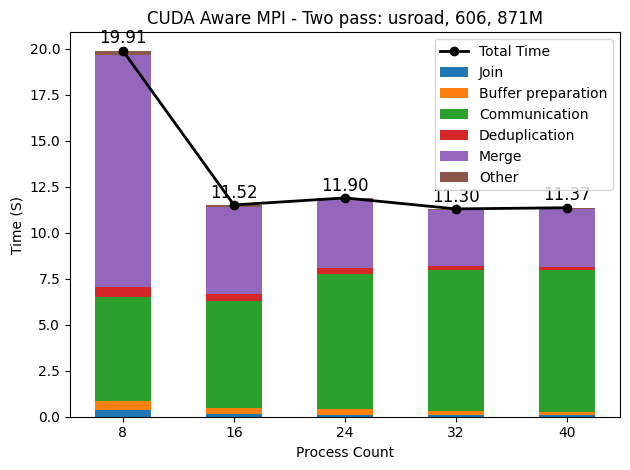 CUDA Aware MPI - Two pass: usroad, 606, 871M
Time (S)
20.0
17.5
15.0
12.5
10.0
7.5
5.0
2.5
0.0
19.91
11.52
11.90
11.30
11.37
Total Time
Join
Buffer preparation
Communication
Deduplication
Merge
Other
8
16
24
32
40
Process Count